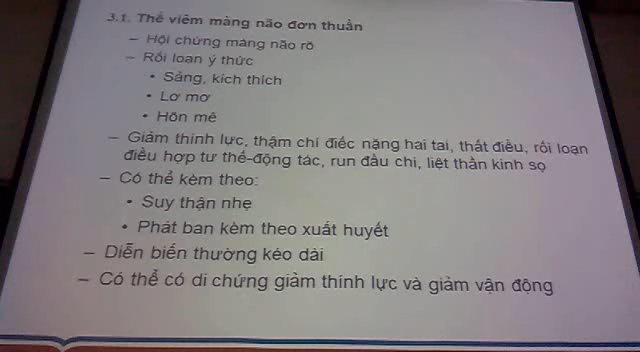 3.1. Thể viêm màng não đơn thuần
– Hội chứng màng não rõ
– Rối loạn ý thức
• Sảng, kích thích
• Lơ mơ
• Hôn mê
– Giảm thính lực, thậm chí điếc nặng hai tai, thất điều, rối loạn
điều hợp tư thế-động tác, run đầu chi, liệt thần kinh sọ
– Có thể kèm theo:
• Suy thận nhẹ
• Phát ban kèm theo xuất huyết
– Diễn biến thường kéo dài
– Có thể có di chứng giảm thính lực và giảm vận động